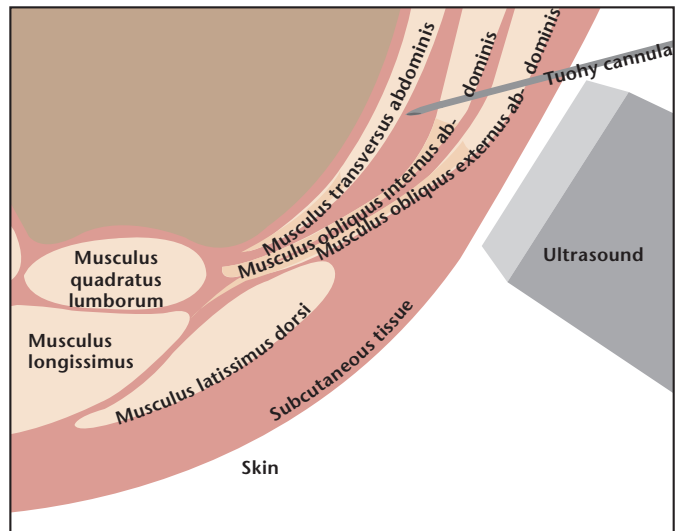 Musculus transversus abdominis
Musculus obliquus internus ab-
dominis
Musculus obliquus externus ab-
dominis
Tuohy cannula
Ultrasound
Musculus
quadratus
lumborum
Musculus
longissimus
Musculus latissimus dorsi
Subcutaneous tissue
Skin